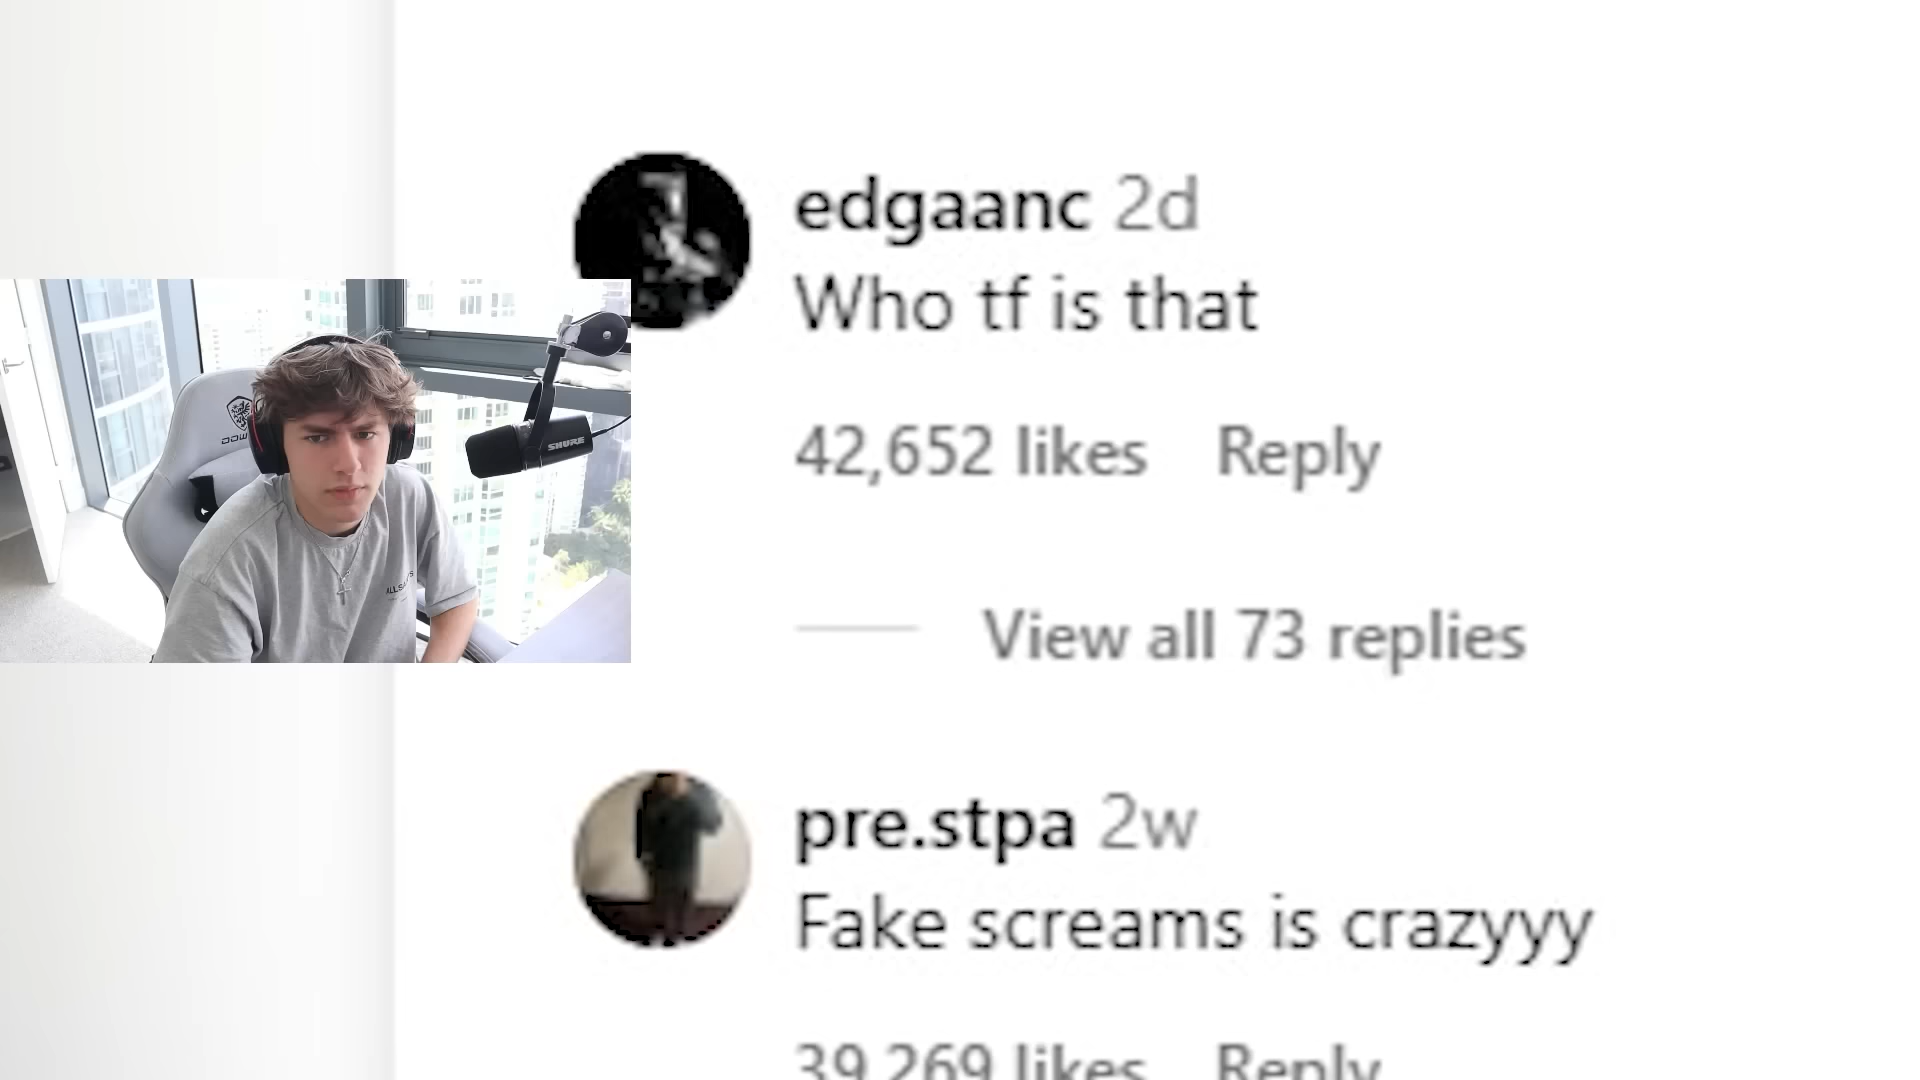 edgaanc 2d
Who tf is that
42,652 likes Reply
View all 73 replies
SHURE
pre.stpa 2w
Fake screams is crazyyy
39,269 likes Reply